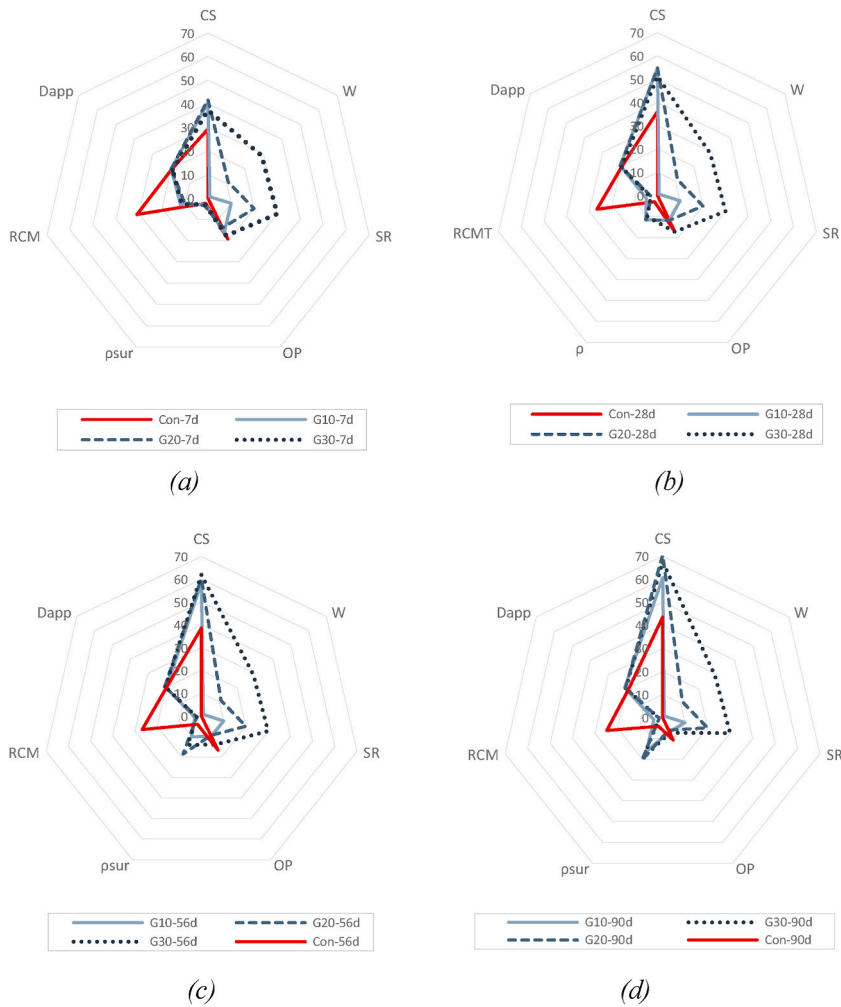 CS
70
60
50
40
30
20
10
0
Dapp
W
RCM
SR
ρsur
OP
Con-7d
G10-7d
G20-7d
G30-7d
(a)
CS
70
60
50
40
30
20
10
0
Dapp
W
RCMT
SR
ρ
OP
Con-28d
G10-28d
G20-28d
G30-28d
(b)
CS
70
60
50
40
30
20
10
0
Dapp
W
RCM
SR
ρsur
OP
G10-56d
G20-56d
G30-56d
Con-56d
(c)
CS
70
60
50
40
30
20
10
0
Dapp
W
RCM
SR
ρsur
OP
G10-90d
G30-90d
G20-90d
Con-90d
(d)